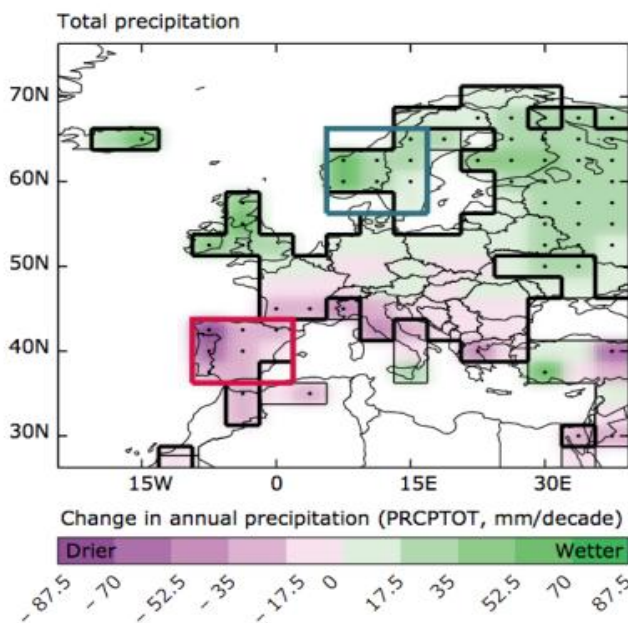 Total precipitation
70N
60N
50N
40N
30N
15W 0 15E 30E
Change in annual precipitation (PRCPTOT, mm/decade)
Drier Wetter
- 87.5 - 70 - 52.5 - 35 - 17.5 0 17.5 35 52.5 70 87.5